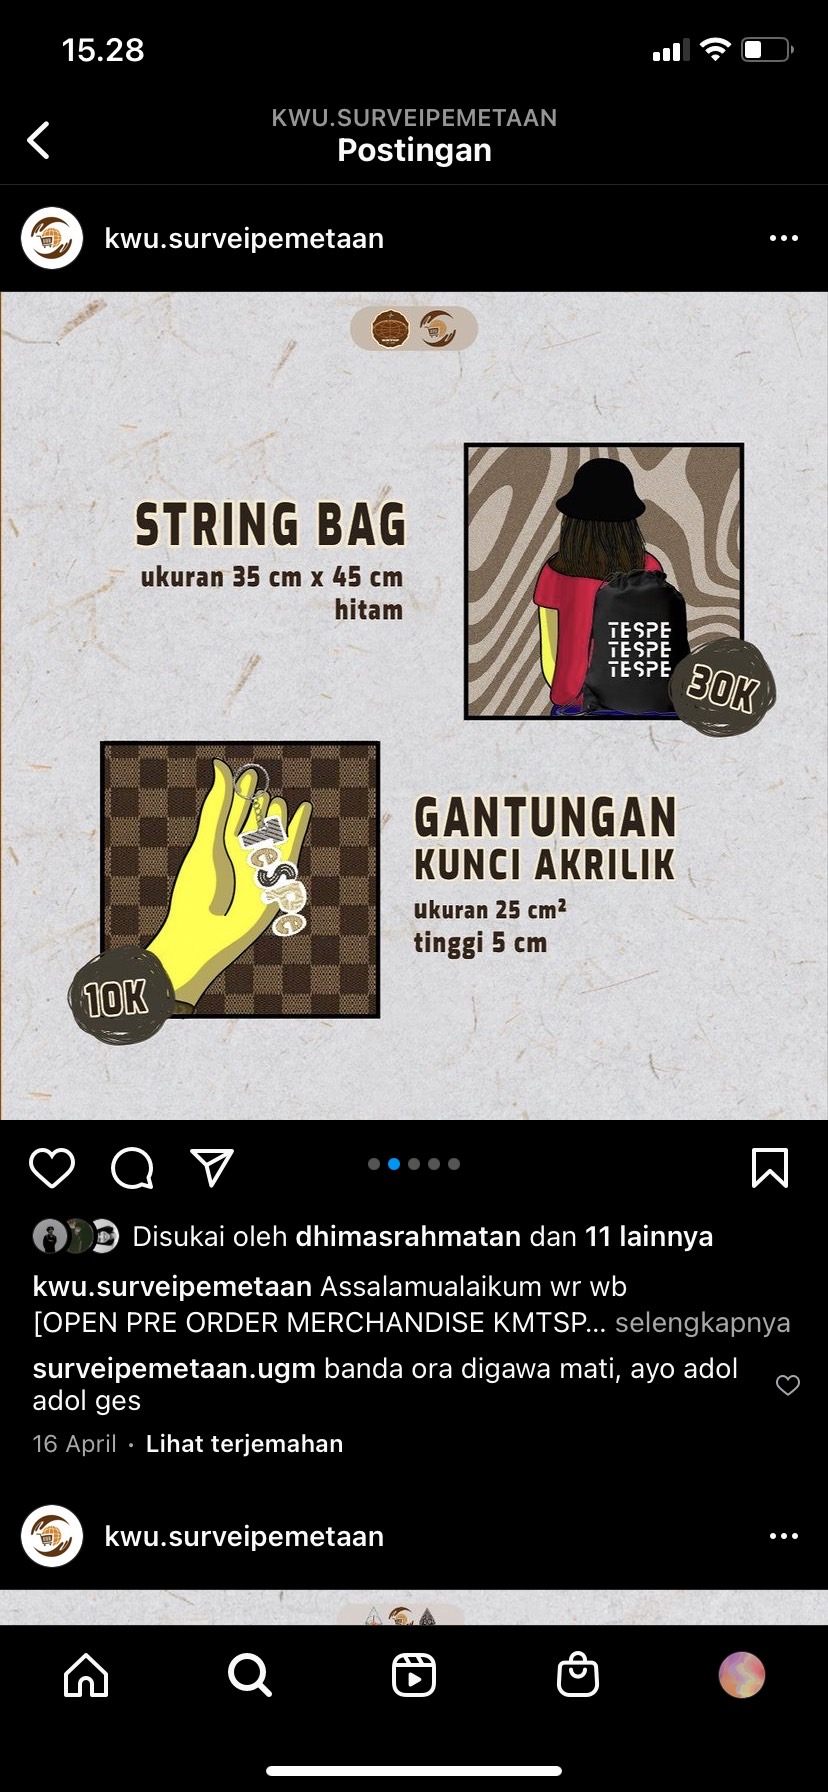 15.28
KWU.SURVEIPEMETAAN
Postingan
kwu.surveipemetaan
STRING BAG
ukuran 35 cm x 45 cm
hitam
TESPE
TESPE
TESPE
30K
Tespe
10K
GANTUNGAN
KUNCI AKRILIK
ukuran 25 cm²
tinggi 5 cm
Disukai oleh dhimasrahmatan dan 11 lainnya
kwu.surveipemetaan Assalamualaikum wr wb
[OPEN PRE ORDER MERCHANDISE KMTSP... selengkapnya
surveipemetaan.ugm banda ora digawa mati, ayo adol
adol ges
16 April · Lihat terjemahan
kwu.surveipemetaan